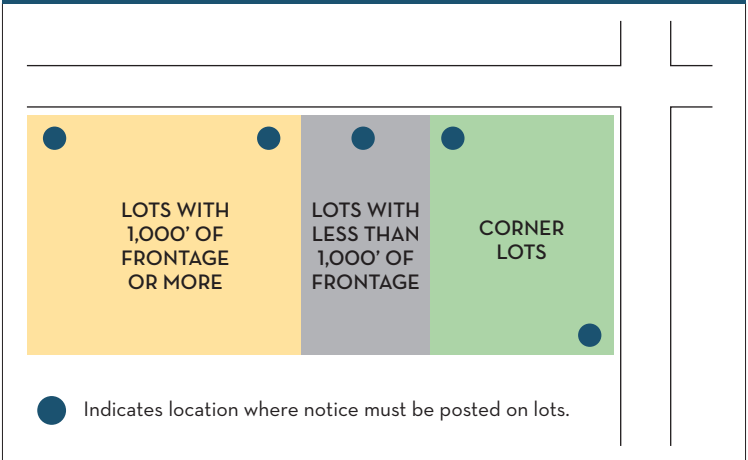 LOTS WITH
1,000’ OF
FRONTAGE
OR MORE
LOTS WITH
LESS THAN
1,000’ OF
FRONTAGE
CORNER
LOTS
Indicates location where notice must be posted on lots.